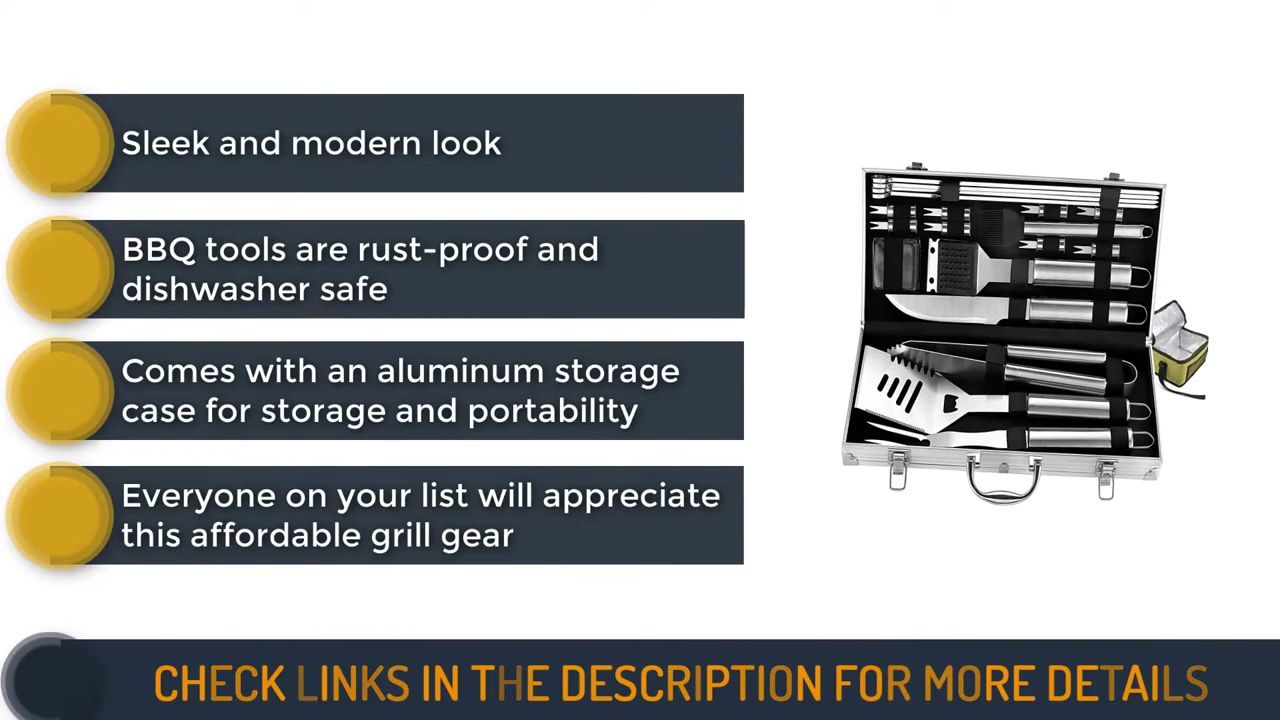 Sleek and modern look
BBQ tools are rust-proof and
dishwasher safe
Comes with an aluminum storage
case for storage and portability
Everyone on your list will appreciate
this affordable grill gear
CHECK LINKS IN THE DESCRIPTION FOR MORE DETAILS